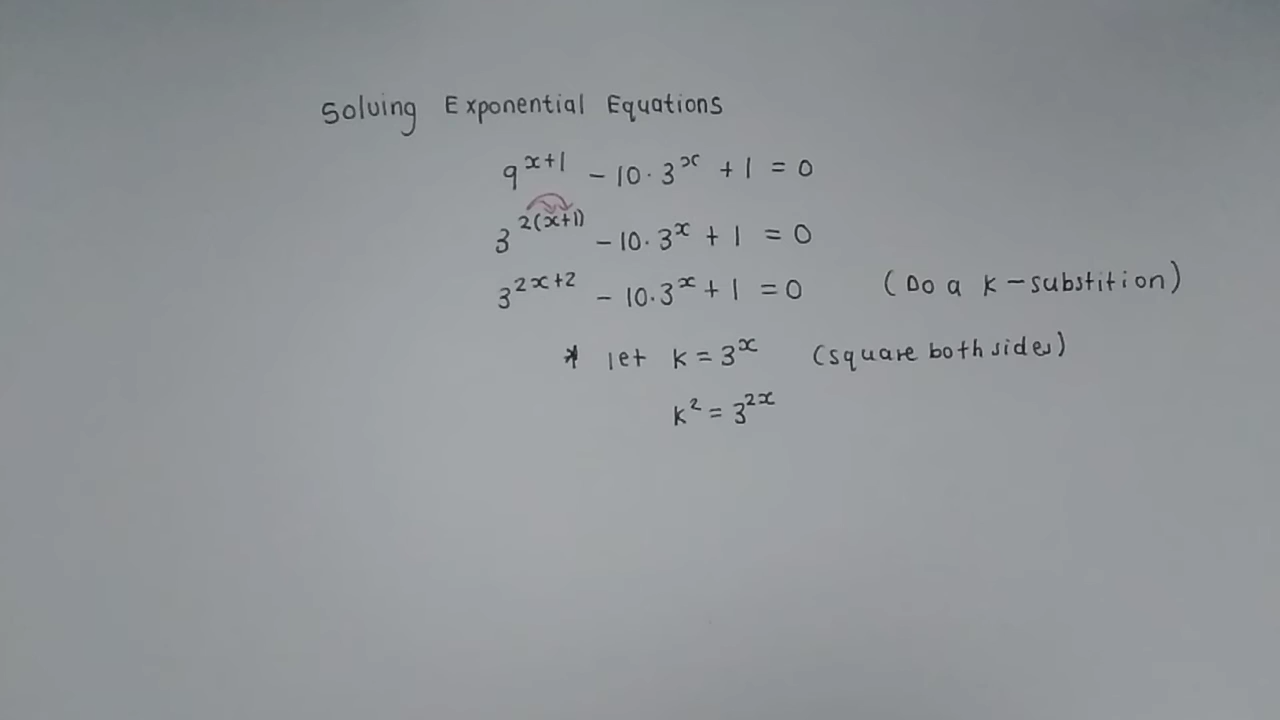 Solving Exponential Equations
9^{x+1} - 10·3^x + 1 = 0
3^{2(x+1)} - 10·3^x + 1 = 0
3^{2x+2} - 10·3^x + 1 = 0 (Do a k-substition)
* let k = 3^x (square both sides)
k^2 = 3^{2x}